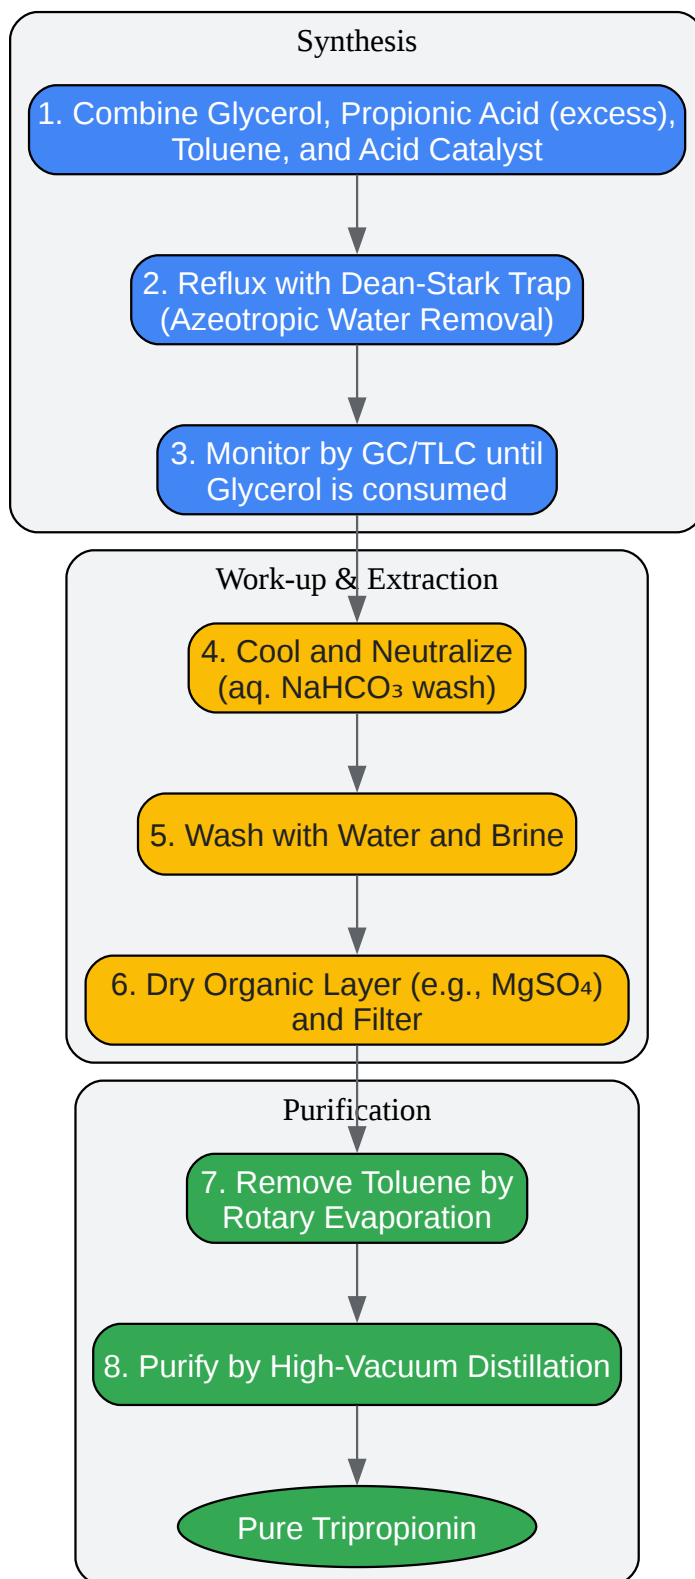 Synthesis
1. Combine Glycerol, Propionic Acid (excess),
Toluene, and Acid Catalyst
2. Reflux with Dean-Stark Trap
(Azeotropic Water Removal)
3. Monitor by GC/TLC until
Glycerol is consumed
Work-up & Extraction
4. Cool and Neutralize
(aq. NaHCO₃ wash)
5. Wash with Water and Brine
6. Dry Organic Layer (e.g., MgSO₄)
and Filter
Purification
7. Remove Toluene by
Rotary Evaporation
8. Purify by High-Vacuum Distillation
Pure Tripropionin